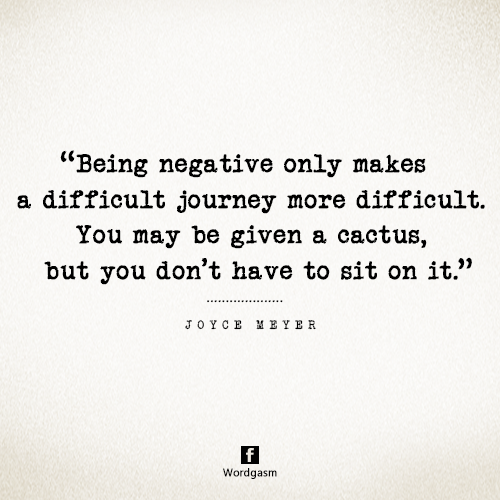 “Being negative only makes
a difficult journey more difficult.
You may be given a cactus,
but you don’t have to sit on it.”
JOYCE MEYER
f
Wordgasm